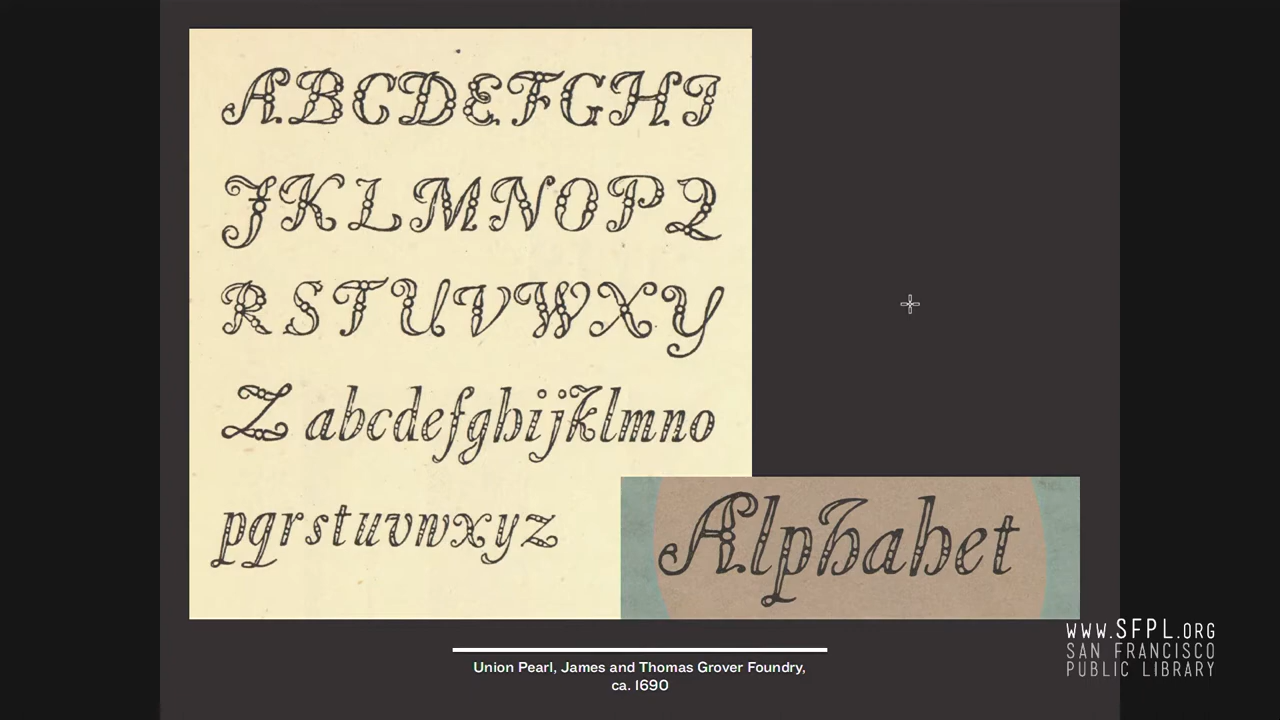 ABCDEFGHI
JKLMNOPQ
RSTUVWXY
Z abcdefghijklmno
pqrstuvwxyz
Alphabet
Union Pearl, James and Thomas Grover Foundry,
ca. 1690
WWW.SFPL.ORG
SAN FRANCISCO
PUBLIC LIBRARY